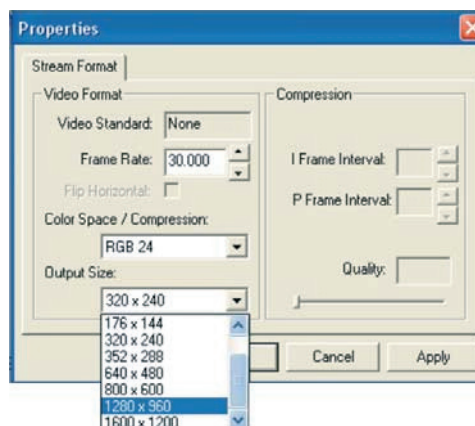 Properties
Stream Format
Video Format
Video Standard: None
Frame Rate: 30.000
Flip Horizontal:
Color Space / Compression:
RGB 24
Output Size:
320 x 240
176 x 144
320 x 240
352 x 288
640 x 480
800 x 600
1280 x 960
1600 x 1200
Compression
I Frame Interval:
P Frame Interval:
Quality:
Cancel
Apply